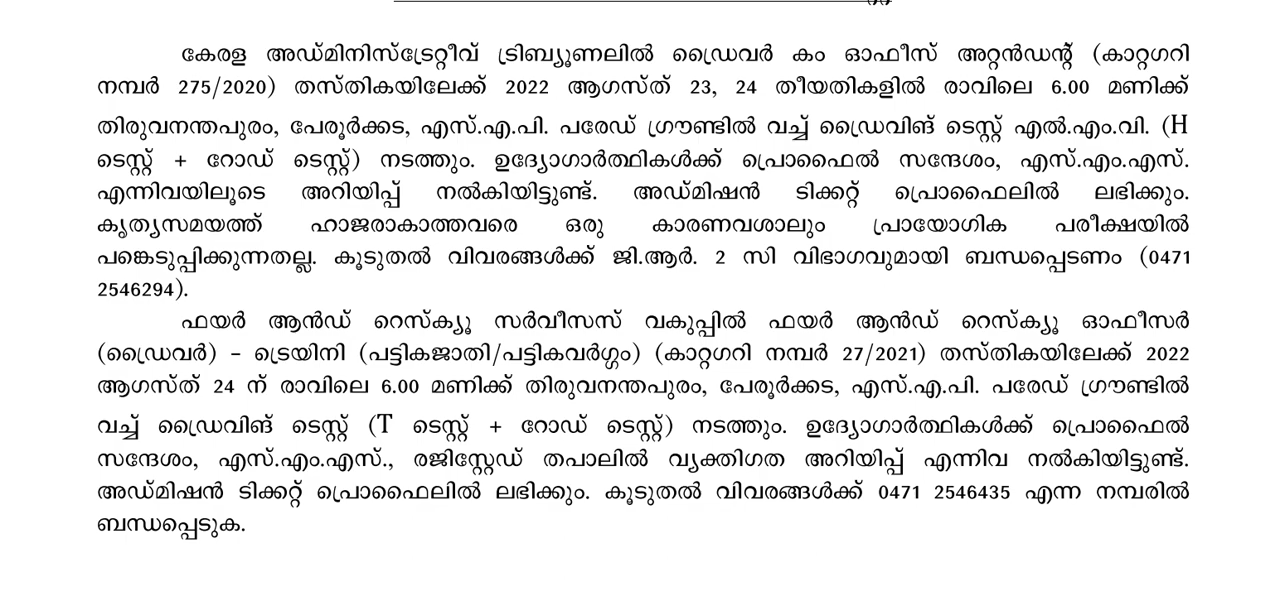 കേരള അഡ്മിനിസ്ട്രേറ്റീവ് ട്രിബ്യൂണലിൽ ഡ്രൈവർ കം ഓഫീസ് അറ്റൻഡന്റ് (കാറ്റഗറി
നമ്പർ 275/2020) തസ്തികയിലേക്ക് 2022 ആഗസ്ത് 23, 24 തീയതികളിൽ രാവിലെ 6.00 മണിക്ക്
തിരുവനന്തപുരം, പേരൂർക്കട, എസ്.എ.പി. പരേഡ് ഗ്രൗണ്ടിൽ വച്ച് ഡ്രൈവിങ് ടെസ്റ്റ് എൽ.എം.വി. (H
ടെസ്റ്റ് + റോഡ് ടെസ്റ്റ്) നടത്തും. ഉദ്യോഗാർത്ഥികൾക്ക് പ്രൊഫൈൽ സന്ദേശം, എസ്.എം.എസ്.
എന്നിവയിലൂടെ അറിയിപ്പ് നൽകിയിട്ടുണ്ട്. അഡ്മിഷൻ ടിക്കറ്റ് പ്രൊഫൈലിൽ ലഭിക്കും.
കൃത്യസമയത്ത് ഹാജരാകാത്തവരെ ഒരു കാരണവശാലും പ്രായോഗിക പരീക്ഷയിൽ
പങ്കെടുപ്പിക്കുന്നതല്ല. കൂടുതൽ വിവരങ്ങൾക്ക് ജി.ആർ. 2 സി വിഭാഗവുമായി ബന്ധപ്പെടണം (0471
2546294).
ഫയർ ആൻഡ് റെസ്ക്യൂ സർവീസസ് വകുപ്പിൽ ഫയർ ആൻഡ് റെസ്ക്യൂ ഓഫീസർ
(ഡ്രൈവർ) – ട്രെയിനി (പട്ടികജാതി/പട്ടികവർഗ്ഗം) (കാറ്റഗറി നമ്പർ 27/2021) തസ്തികയിലേക്ക് 2022
ആഗസ്ത് 24 ന് രാവിലെ 6.00 മണിക്ക് തിരുവനന്തപുരം, പേരൂർക്കട, എസ്.എ.പി. പരേഡ് ഗ്രൗണ്ടിൽ
വച്ച് ഡ്രൈവിങ് ടെസ്റ്റ് (T ടെസ്റ്റ് + റോഡ് ടെസ്റ്റ്) നടത്തും. ഉദ്യോഗാർത്ഥികൾക്ക് പ്രൊഫൈൽ
സന്ദേശം, എസ്.എം.എസ്., രജിസ്റ്റേഡ് തപാലിൽ വ്യക്തിഗത അറിയിപ്പ് എന്നിവ നൽകിയിട്ടുണ്ട്.
അഡ്മിഷൻ ടിക്കറ്റ് പ്രൊഫൈലിൽ ലഭിക്കും. കൂടുതൽ വിവരങ്ങൾക്ക് 0471 2546435 എന്ന നമ്പരിൽ
ബന്ധപ്പെടുക.